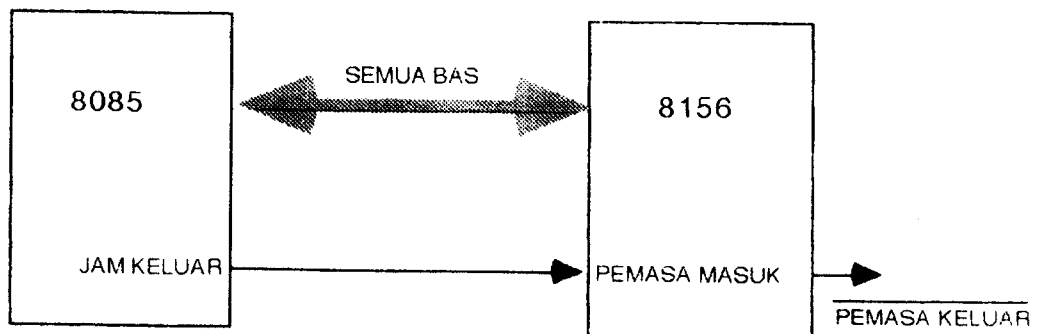 SEMUA BAS
8085
8156
JAM KELUAR
PEMASA MASUK
PEMASA KELUAR